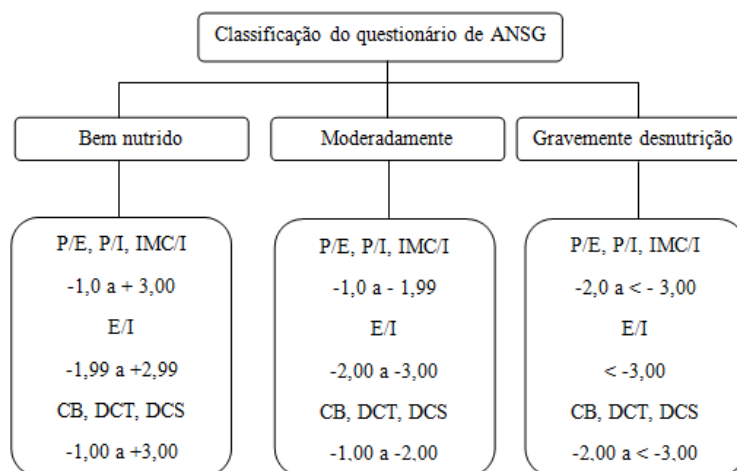 Classificação do questionário de ANSG
Bem nutrido
Moderadamente
Gravemente desnutrição
P/E, P/I, IMC/I
-1,0 a + 3,00
E/I
-1,99 a +2,99
CB, DCT, DCS
-1,00 a +3,00
P/E, P/I, IMC/I
-1,0 a - 1,99
E/I
-2,00 a -3,00
CB, DCT, DCS
-1,00 a -2,00
P/E, P/I, IMC/I
-2,0 a < - 3,00
E/I
< -3,00
CB, DCT, DCS
-2,00 a < -3,00